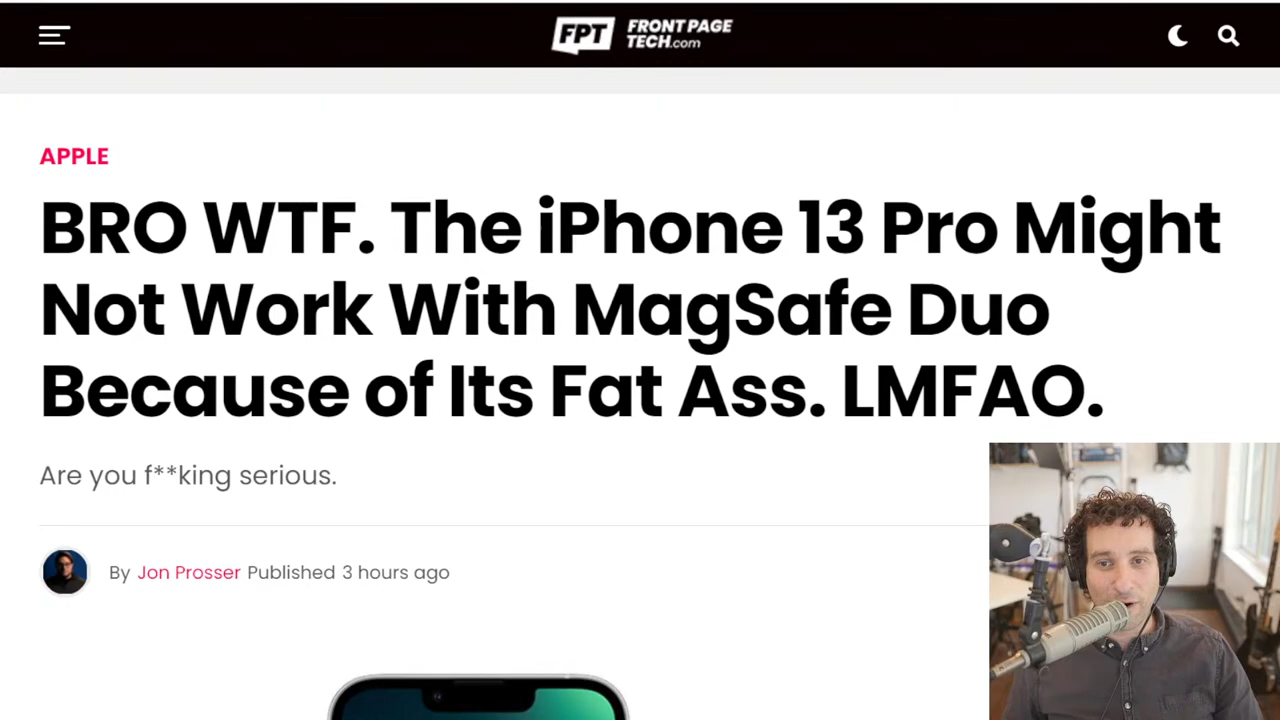 FPT FRONT PAGE
TECH.com
APPLE
BRO WTF. The iPhone 13 Pro Might
Not Work With MagSafe Duo
Because of Its Fat Ass. LMFAO.
Are you f**king serious.
By Jon Prosser Published 3 hours ago